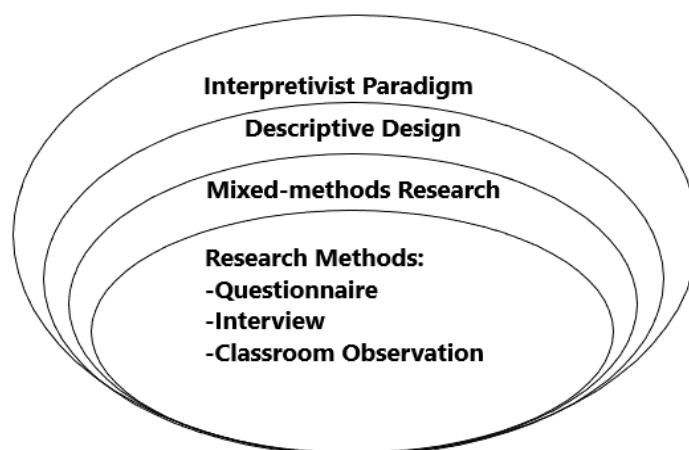 Interpretivist Paradigm
Descriptive Design
Mixed-methods Research
Research Methods:
-Questionnaire
-Interview
-Classroom Observation